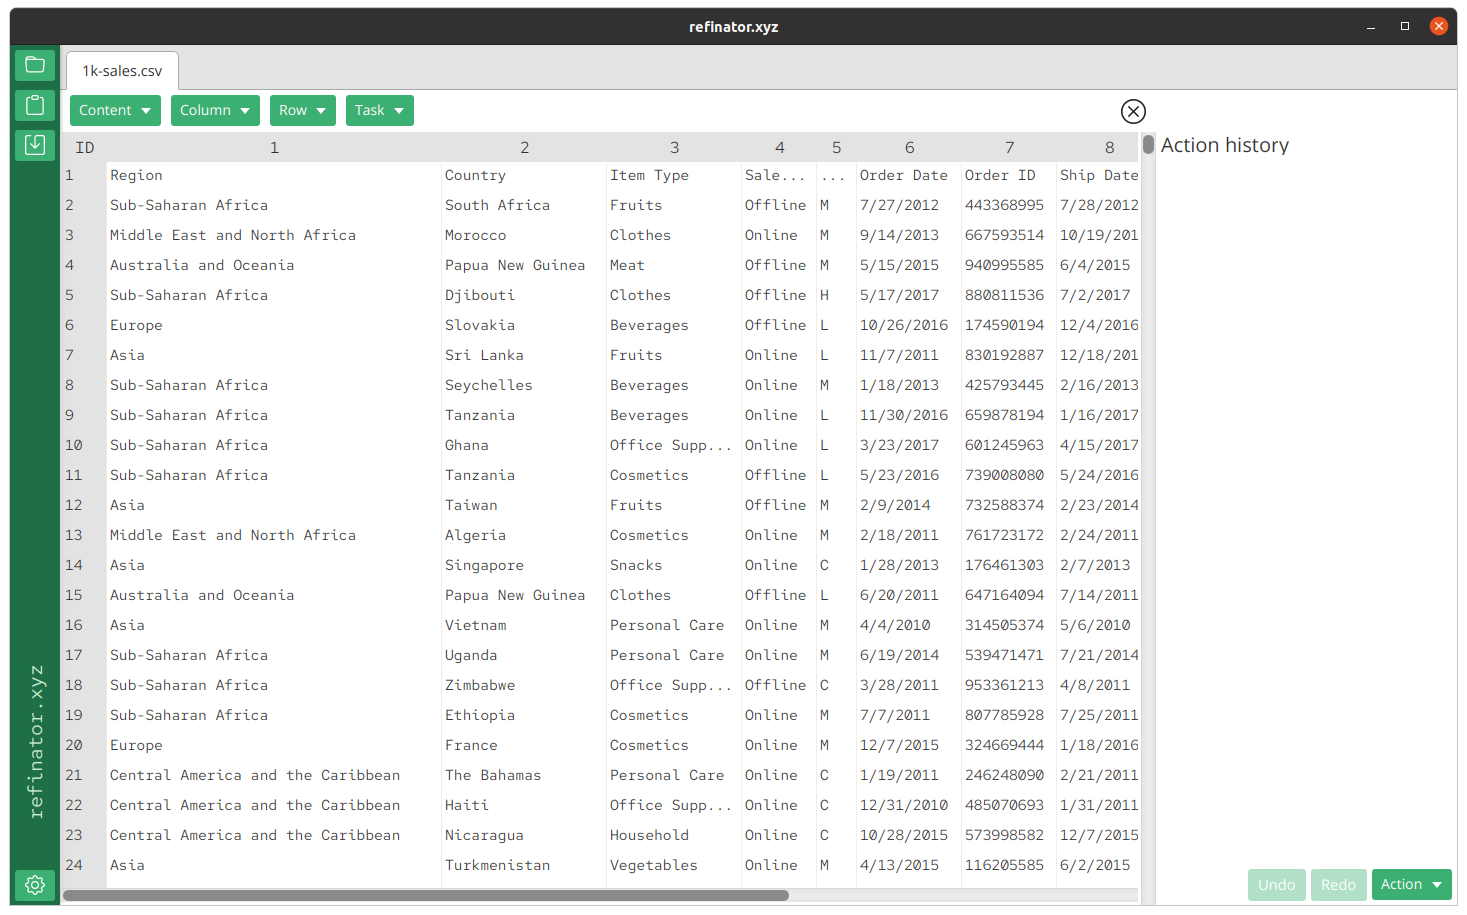 refinator.xyz
1k-sales.csv
Content Column Row Task
Action history
ID 1 2 3 4 5 6 7 8
1 Region Country Item Type Sale... ... Order Date Order ID Ship Date
2 Sub-Saharan Africa South Africa Fruits Offline M 7/27/2012 443368995 7/28/2012
3 Middle East and North Africa Morocco Clothes Online M 9/14/2013 667593514 10/19/201
4 Australia and Oceania Papua New Guinea Meat Offline M 5/15/2015 940995585 6/4/2015
5 Sub-Saharan Africa Djibouti Clothes Offline H 5/17/2017 880811536 7/2/2017
6 Europe Slovakia Beverages Offline L 10/26/2016 174590194 12/4/2016
7 Asia Sri Lanka Fruits Online L 11/7/2011 830192887 12/18/201
8 Sub-Saharan Africa Seychelles Beverages Online M 1/18/2013 425793445 2/16/2013
9 Sub-Saharan Africa Tanzania Beverages Online L 11/30/2016 659878194 1/16/2017
10 Sub-Saharan Africa Ghana Office Supp... Online L 3/23/2017 601245963 4/15/2017
11 Sub-Saharan Africa Tanzania Cosmetics Offline L 5/23/2016 739008080 5/24/2016
12 Asia Taiwan Fruits Offline M 2/9/2014 732588374 2/23/2014
13 Middle East and North Africa Algeria Cosmetics Online M 2/18/2011 761723172 2/24/2011
14 Asia Singapore Snacks Online C 1/28/2013 176461303 2/7/2013
15 Australia and Oceania Papua New Guinea Clothes Offline L 6/20/2011 647164094 7/14/2011
16 Asia Vietnam Personal Care Online M 4/4/2010 314505374 5/6/2010
17 Sub-Saharan Africa Uganda Personal Care Online M 6/19/2014 539471471 7/21/2014
18 Sub-Saharan Africa Zimbabwe Office Supp... Offline C 3/28/2011 953361213 4/8/2011
19 Sub-Saharan Africa Ethiopia Cosmetics Online M 7/7/2011 807785928 7/25/2011
20 Europe France Cosmetics Online M 12/7/2015 324669444 1/18/2016
21 Central America and the Caribbean The Bahamas Personal Care Online C 1/19/2011 246248090 2/21/2011
22 Central America and the Caribbean Haiti Office Supp... Online C 12/31/2010 485070693 1/31/2011
23 Central America and the Caribbean Nicaragua Household Online C 10/28/2015 573998582 12/7/2015
24 Asia Turkmenistan Vegetables Online M 4/13/2015 116205585 6/2/2015
refinator.xyz
Undo Redo Action